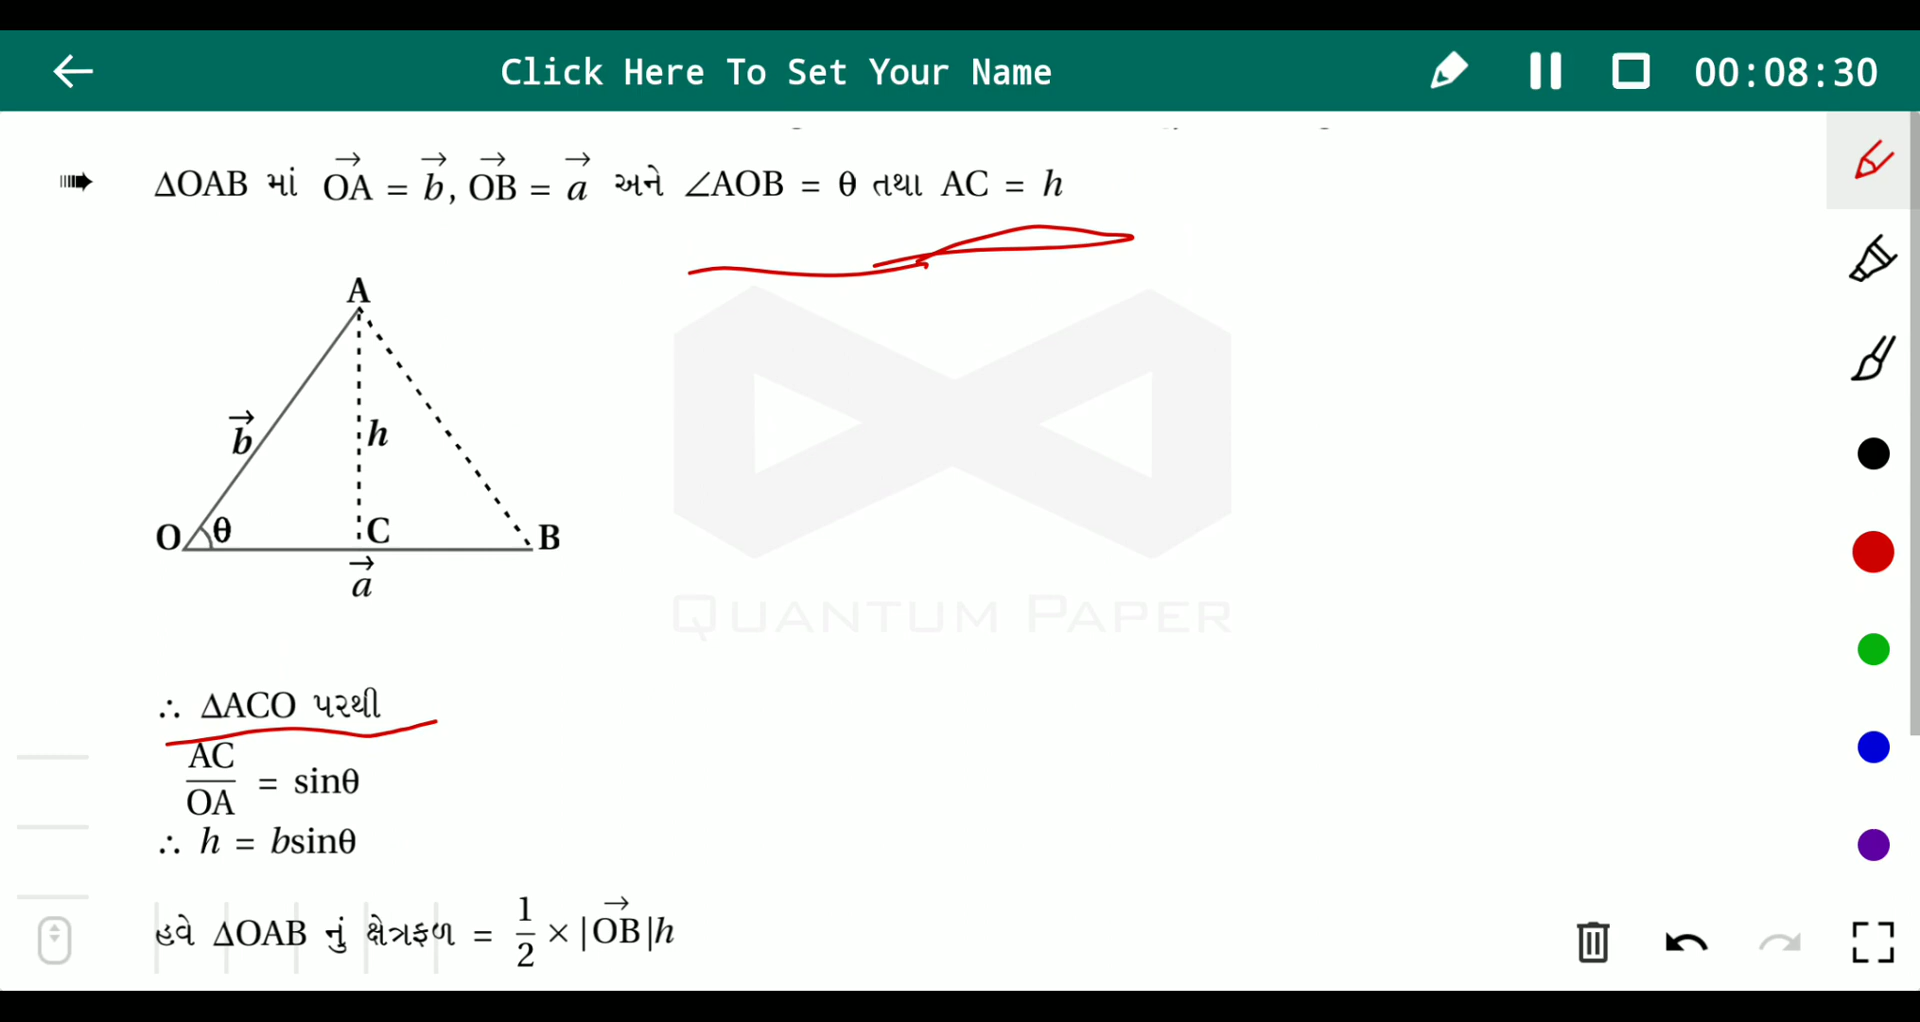 Click Here To Set Your Name 00:08:30
ΔOAB માં OA⃗ = b⃗, OB⃗ = a⃗ અને ∠AOB = θ તથા AC = h
A
b⃗
h
O θ C B
a⃗
QUANTUM PAPER
∴ ΔACO પરથી
AC/OA = sinθ
∴ h = bsinθ
હવે ΔOAB નું ક્ષેત્રફળ = 1/2 × |OB⃗|h